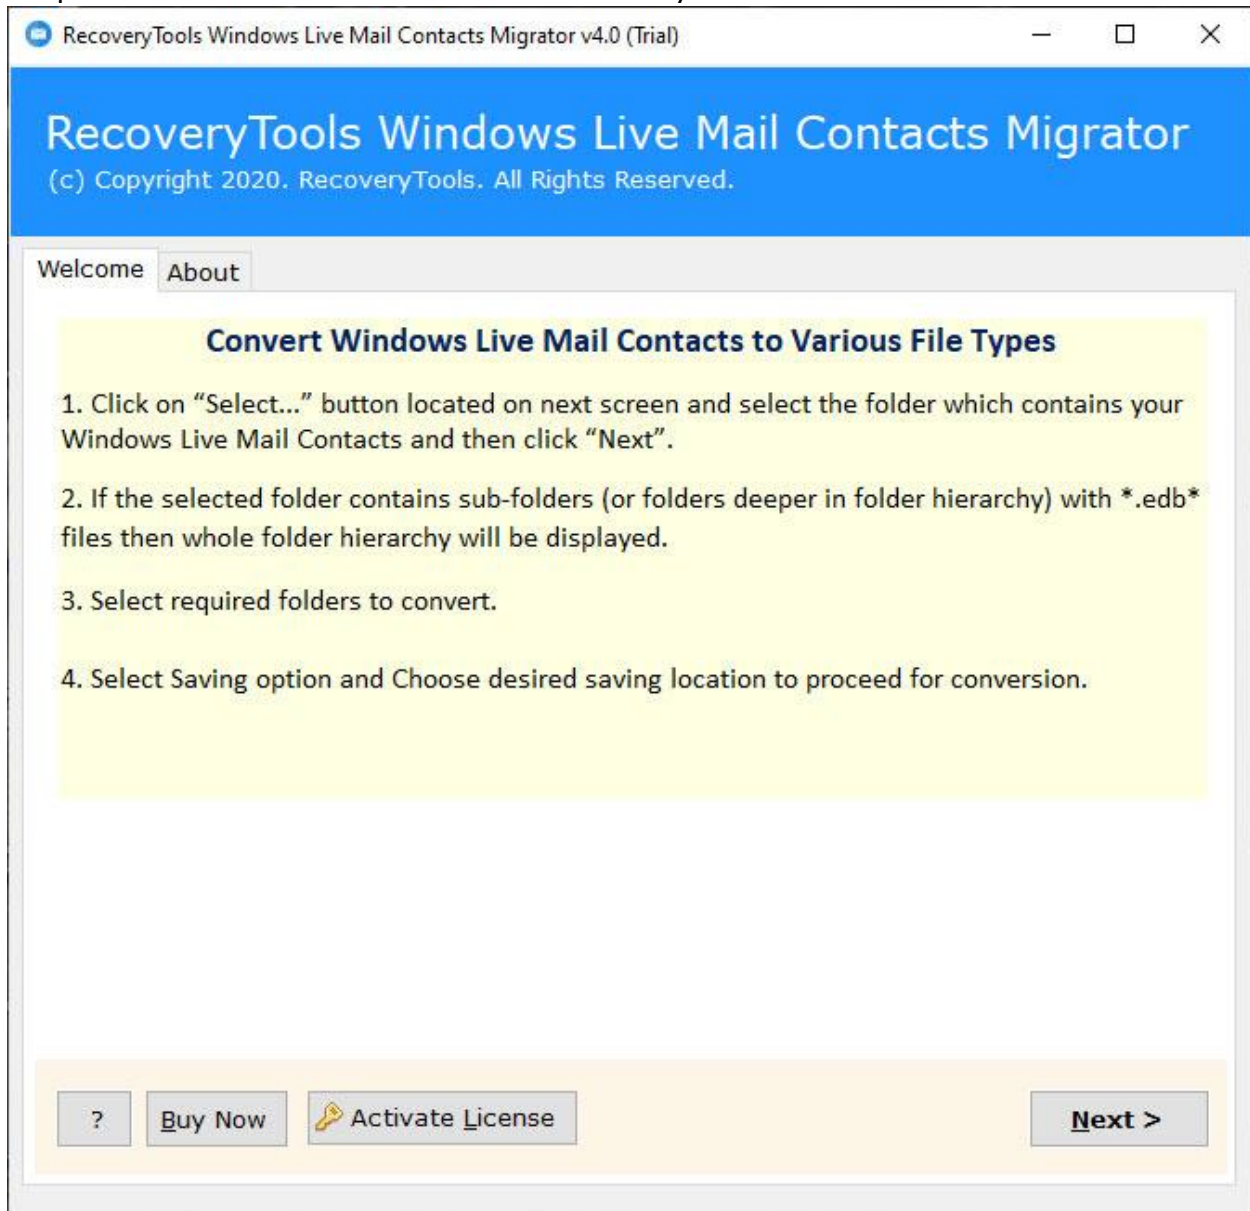 RecoveryTools Windows Live Mail Contacts Migrator v4.0 (Trial)
RecoveryTools Windows Live Mail Contacts Migrator
(c) Copyright 2020. RecoveryTools. All Rights Reserved.
Welcome About
Convert Windows Live Mail Contacts to Various File Types
1. Click on “Select...” button located on next screen and select the folder which contains your
Windows Live Mail Contacts and then click “Next”.
2. If the selected folder contains sub-folders (or folders deeper in folder hierarchy) with *.edb*
files then whole folder hierarchy will be displayed.
3. Select required folders to convert.
4. Select Saving option and Choose desired saving location to proceed for conversion.
? Buy Now Activate License Next >